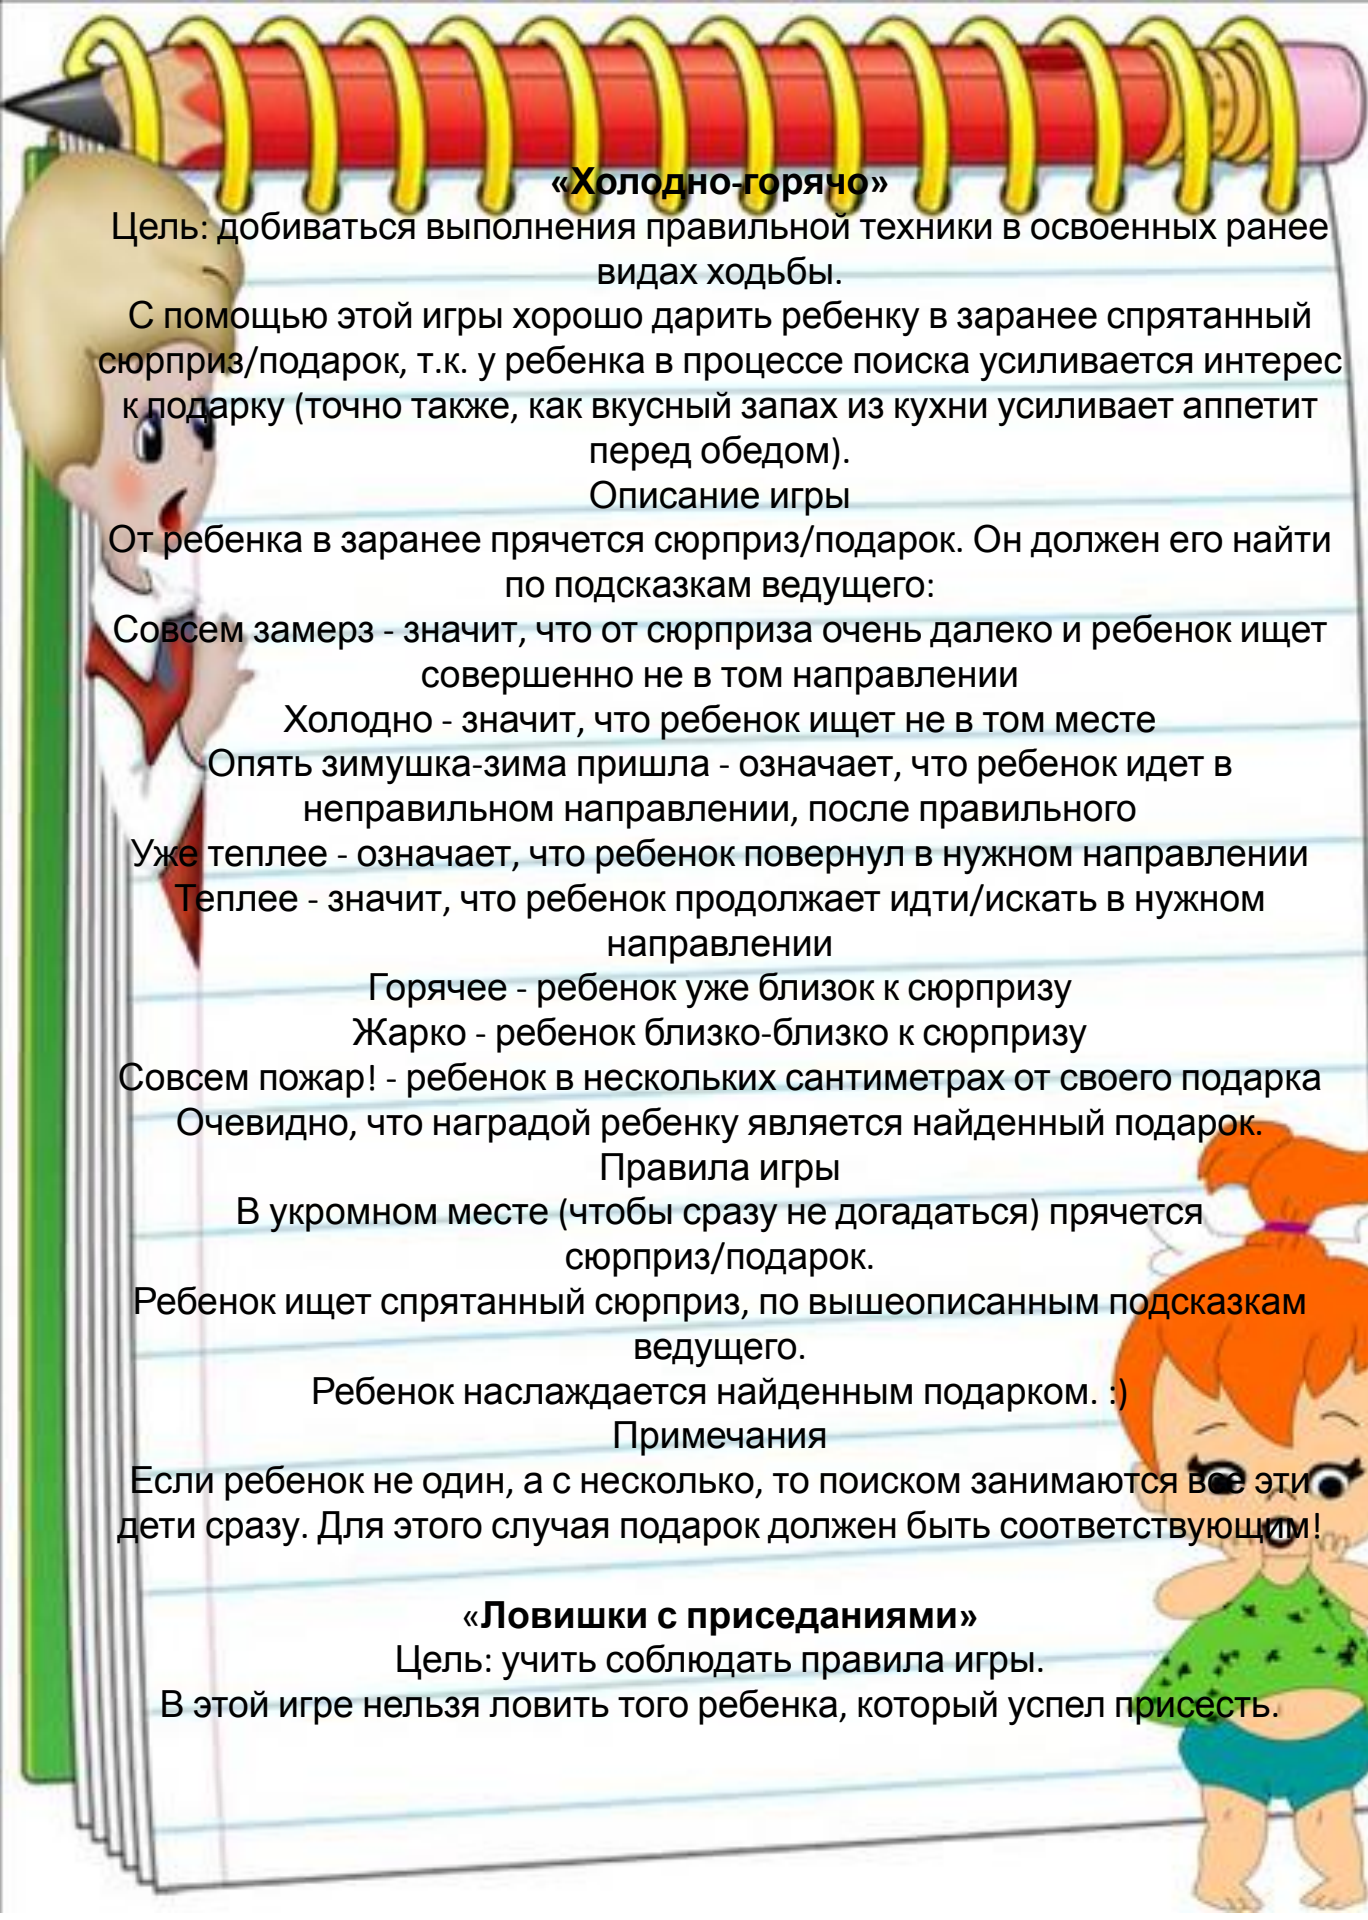 «Холодно-горячо»
Цель: добиваться выполнения правильной техники в освоенных ранее
видах ходьбы.
С помощью этой игры хорошо дарить ребенку в заранее спрятанный
сюрприз/подарок, т.к. у ребенка в процессе поиска усиливается интерес
к подарку (точно также, как вкусный запах из кухни усиливает аппетит
перед обедом).
Описание игры
От ребенка в заранее прячется сюрприз/подарок. Он должен его найти
по подсказкам ведущего:
Совсем замерз - значит, что от сюрприза очень далеко и ребенок ищет
совершенно не в том направлении
Холодно - значит, что ребенок ищет не в том месте
Опять зимушка-зима пришла - означает, что ребенок идет в
неправильном направлении, после правильного
Уже теплее - означает, что ребенок повернул в нужном направлении
Теплее - значит, что ребенок продолжает идти/искать в нужном
направлении
Горячее - ребенок уже близок к сюрпризу
Жарко - ребенок близко-близко к сюрпризу
Совсем пожар! - ребенок в нескольких сантиметрах от своего подарка
Очевидно, что наградой ребенку является найденный подарок.
Правила игры
В укромном месте (чтобы сразу не догадаться) прячется
сюрприз/подарок.
Ребенок ищет спрятанный сюрприз, по вышеописанным подсказкам
ведущего.
Ребенок наслаждается найденным подарком. :)
Примечания
Если ребенок не один, а с несколько, то поиском занимаются все эти
дети сразу. Для этого случая подарок должен быть соответствующим!
«Ловишки с приседаниями»
Цель: учить соблюдать правила игры.
В этой игре нельзя ловить того ребенка, который успел присесть.